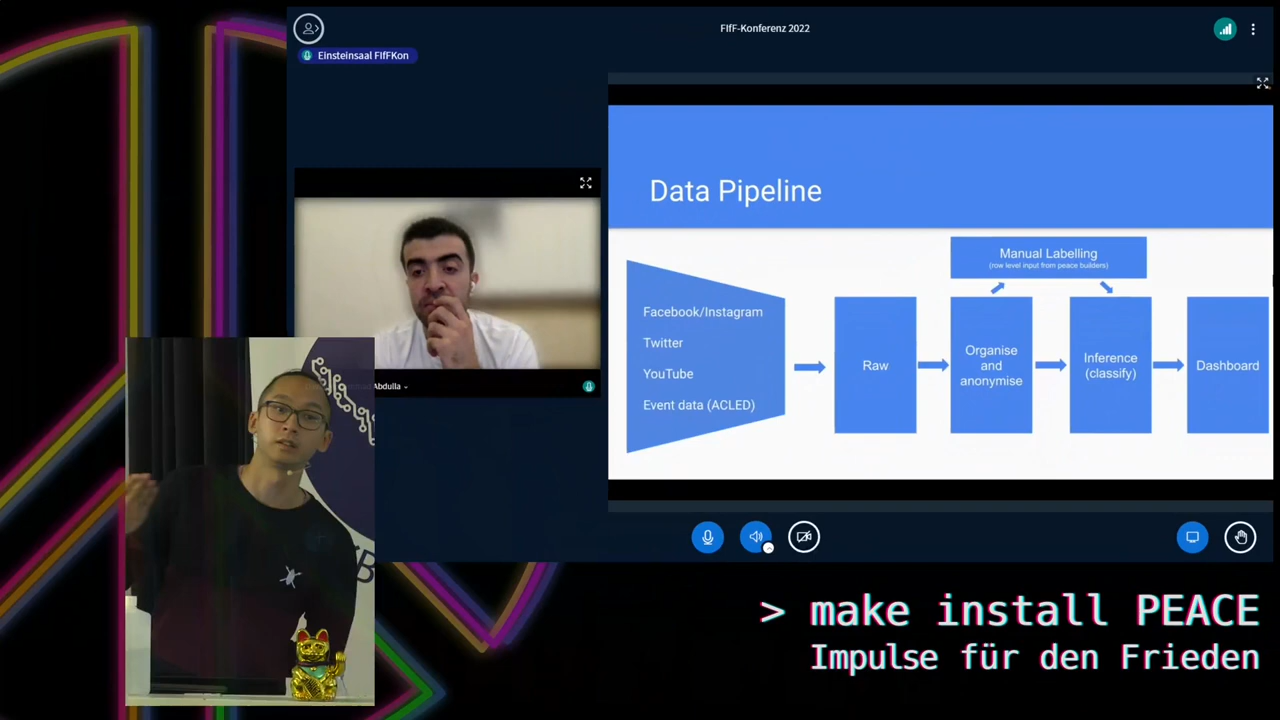 FIfF-Konferenz 2022
Einsteinsaal FIfFKon
Abdulla
Data Pipeline
Manual Labelling
(row level input from peace builders)
Facebook/Instagram
Twitter
YouTube
Event data (ACLED)
Raw
Organise
and
anonymise
Inference
(classify)
Dashboard
> make install PEACE
Impulse für den Frieden